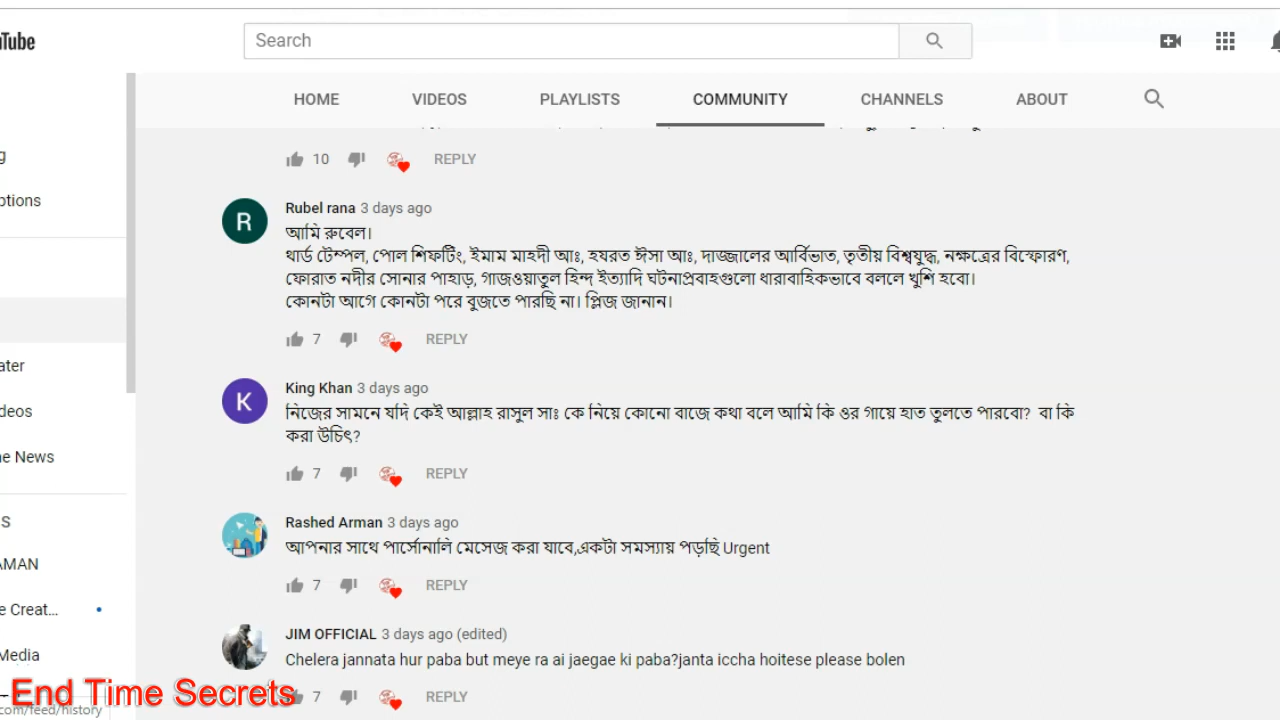 Tube
Search
HOME VIDEOS PLAYLISTS COMMUNITY CHANNELS ABOUT
10 REPLY
R
Rubel rana 3 days ago
আমি রুবেল।
থার্ড টেম্পল, পোল শিফটিং, ইমাম মাহদী আঃ, হযরত ঈসা আঃ, দাজ্জালের আর্বিভাত, তৃতীয় বিশ্বযুদ্ধ, নক্ষত্রের বিস্ফোরণ,
ফোরাত নদীর সোনার পাহাড়, গাজওয়াতুল হিন্দ ইত্যাদি ঘটনাপ্রবাহগুলো ধারাবাহিকভাবে বললে খুশি হবো।
কোনটা আগে কোনটা পরে বুজতে পারছি না। প্লিজ জানান।
7 REPLY
K
King Khan 3 days ago
নিজের সামনে যদি কেই আল্লাহ রাসুল সাঃ কে নিয়ে কোনো বাজে কথা বলে আমি কি ওর গায়ে হাত তুলতে পারবো? বা কি
করা উচিৎ?
7 REPLY
Rashed Arman 3 days ago
আপনার সাথে পার্সোনালি মেসেজ করা যাবে,একটা সমস্যায় পড়ছি Urgent
7 REPLY
JIM OFFICIAL 3 days ago (edited)
Chelera jannata hur paba but meye ra ai jaegae ki paba?janta iccha hoitese please bolen
7 REPLY
g
ptions
ater
deos
e News
S
AMAN
e Creat...
Media
End Time Secrets
com/feed/history